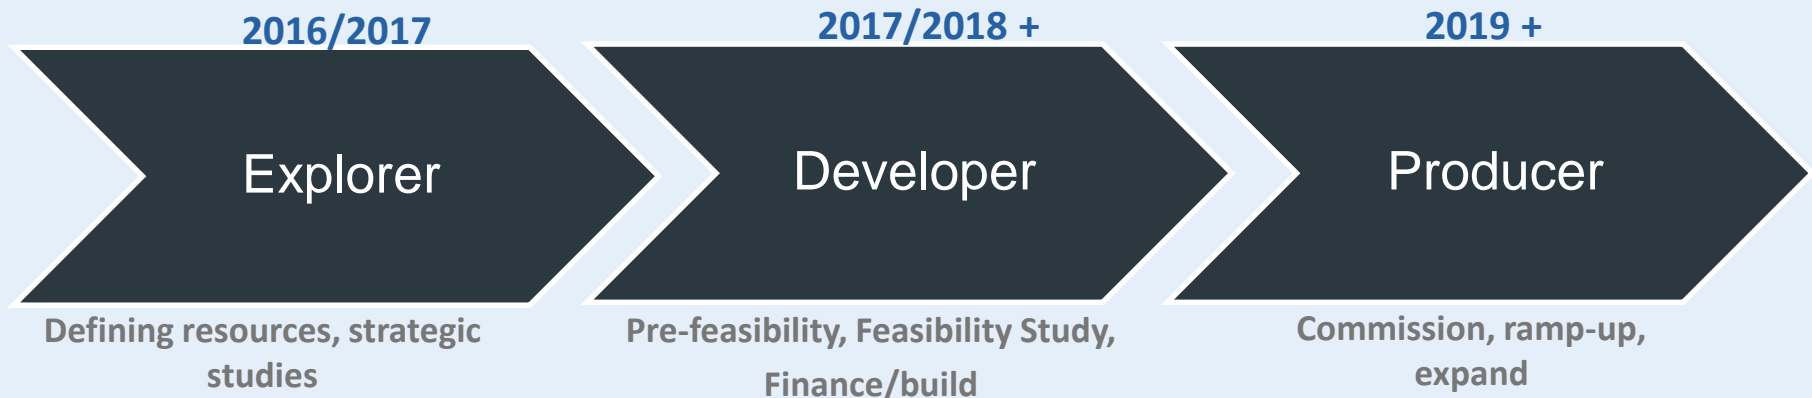 2016/2017
Explorer
Defining resources, strategic
studies
2017/2018 +
Developer
Pre-feasibility, Feasibility Study,
Finance/build
2019 +
Producer
Commission, ramp-up,
expand